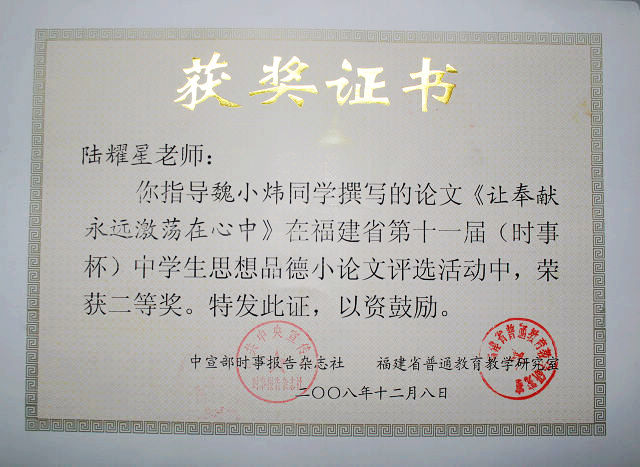 获奖证书
陆耀星老师：
你指导魏小炜同学撰写的论文《让奉献
永远激荡在心中》在福建省第十一届（时事
杯）中学生思想品德小论文评选活动中，荣
获二等奖。特发此证，以资鼓励。
中宣部时事报告杂志社 福建省普通教育教学研究室
二〇〇八年十二月八日